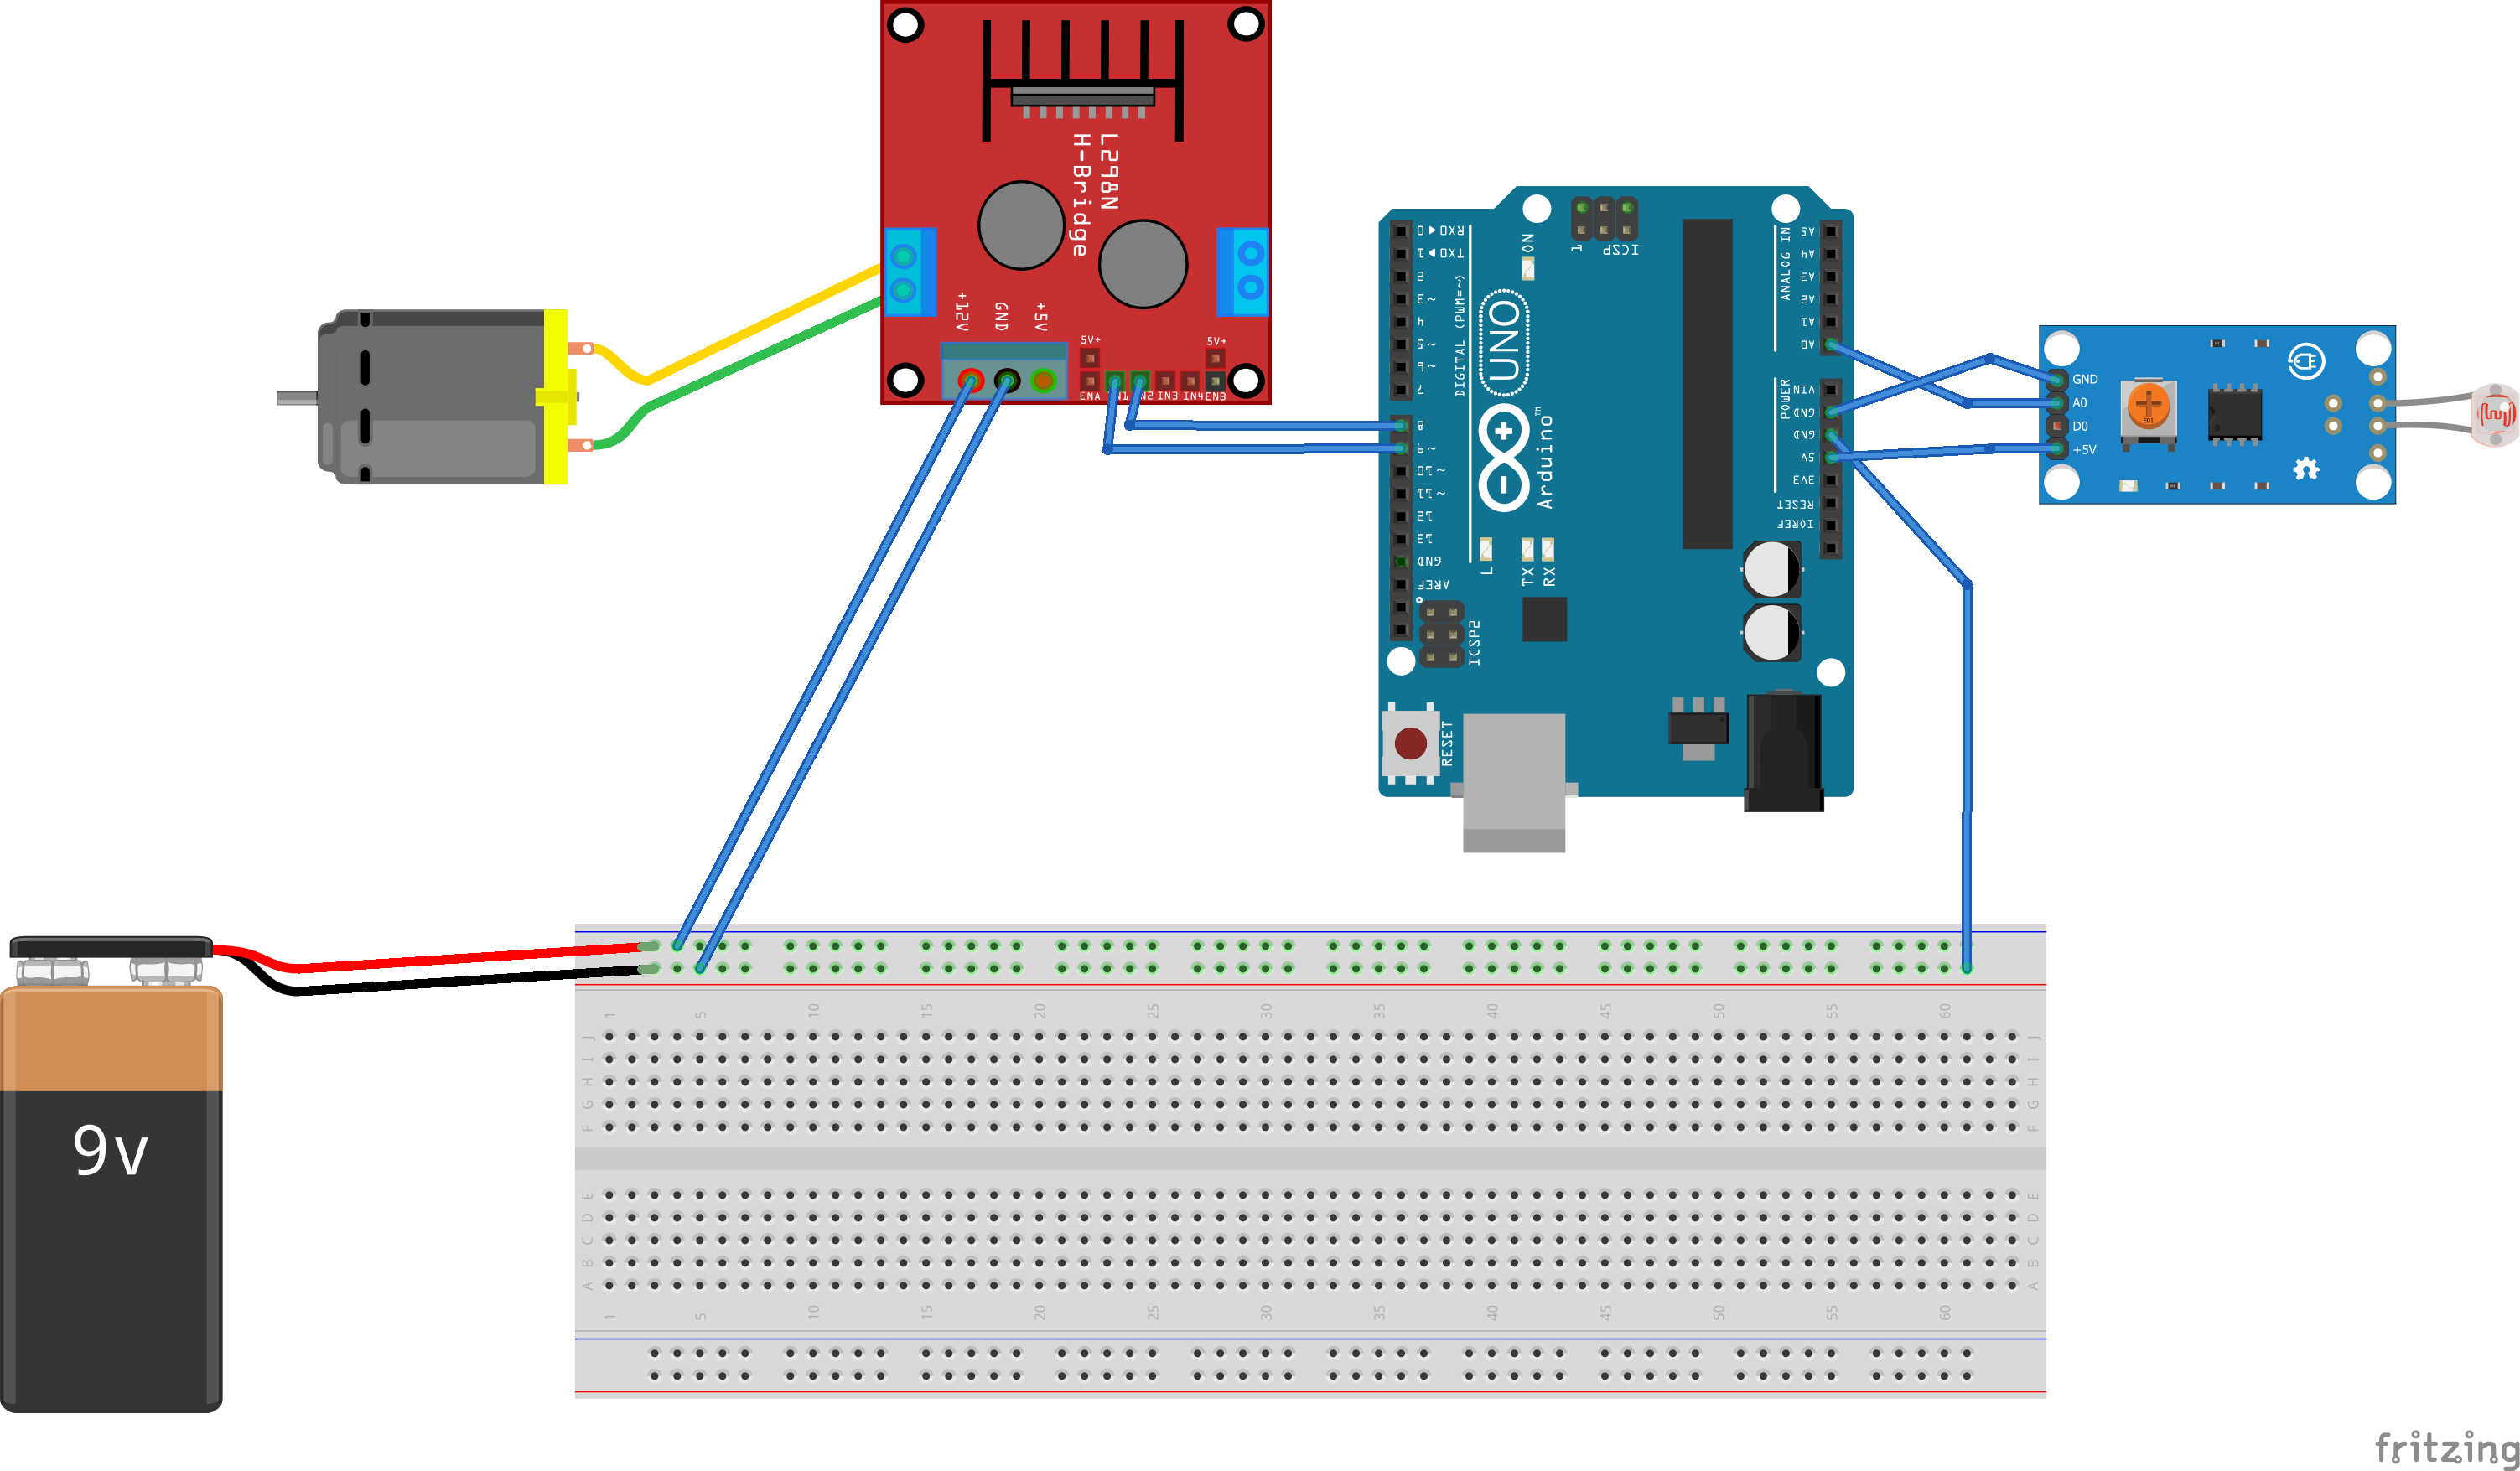 L298N
H-Bridge
+12V
GND
+5V
5V+
5V+
ENA
IN3
IN4
ENB
RX0◄0
TX0►1
2
~3
4
~5
~6
7
8
~9
~10
~11
12
13
GND
AREF
DIGITAL (PWM=~)
ON
1
ICSP
UNO
Arduino™
L
TX
RX
ICSP2
RESET
ANALOG IN
A5
A4
A3
A2
A1
A0
POWER
VIN
GND
GND
5V
3V3
RESET
IOREF
GND
A0
D0
+5V
E01
9v
1 5 10 15 20 25 30 35 40 45 50 55 60
J J
I I
H H
G G
F F
E E
D D
C C
B B
A A
1 5 10 15 20 25 30 35 40 45 50 55 60
fritzing